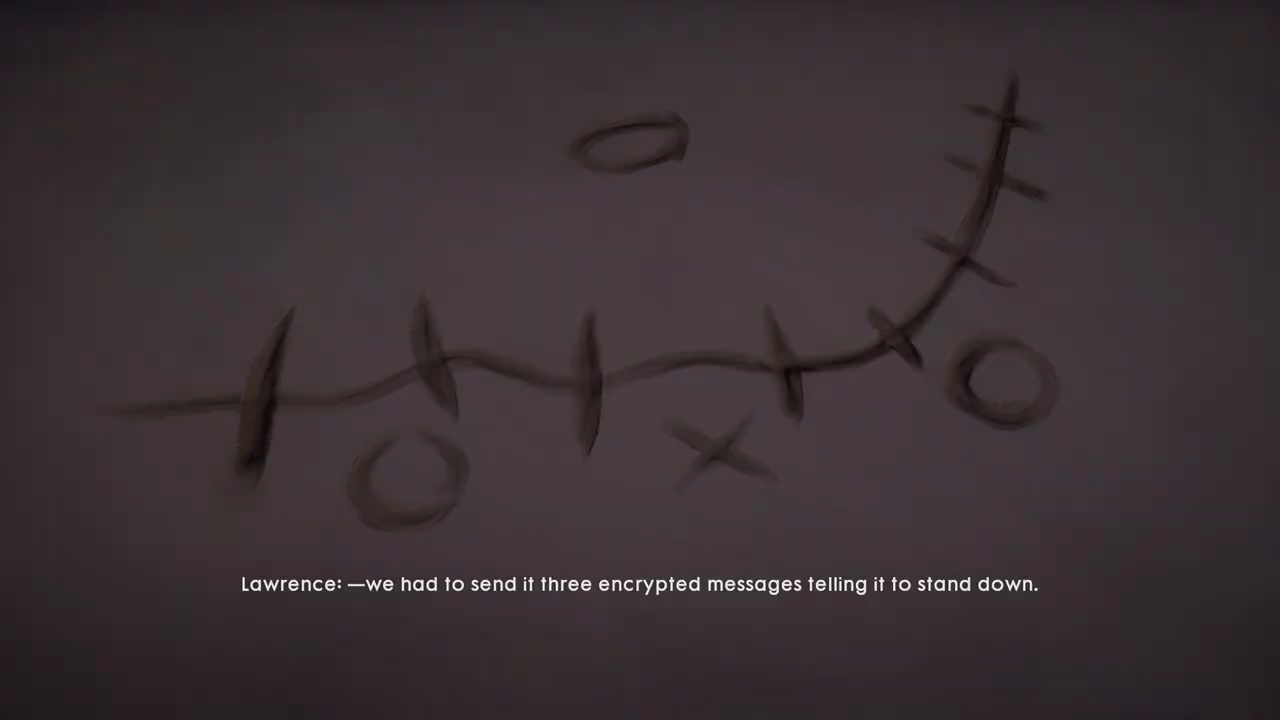 Lawrence: —we had to send it three encrypted messages telling it to stand down.